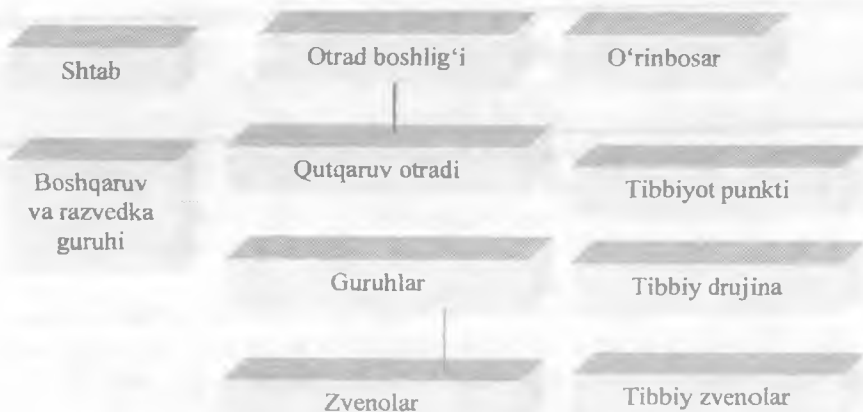 Shtab
Otrad boshlig‘i
O‘rinbosar
Boshqaruv
va razvedka
guruhi
Qutqaruv otradi
Tibbiyot punkti
Guruhlar
Tibbiy drujina
Zvenolar
Tibbiy zvenolar